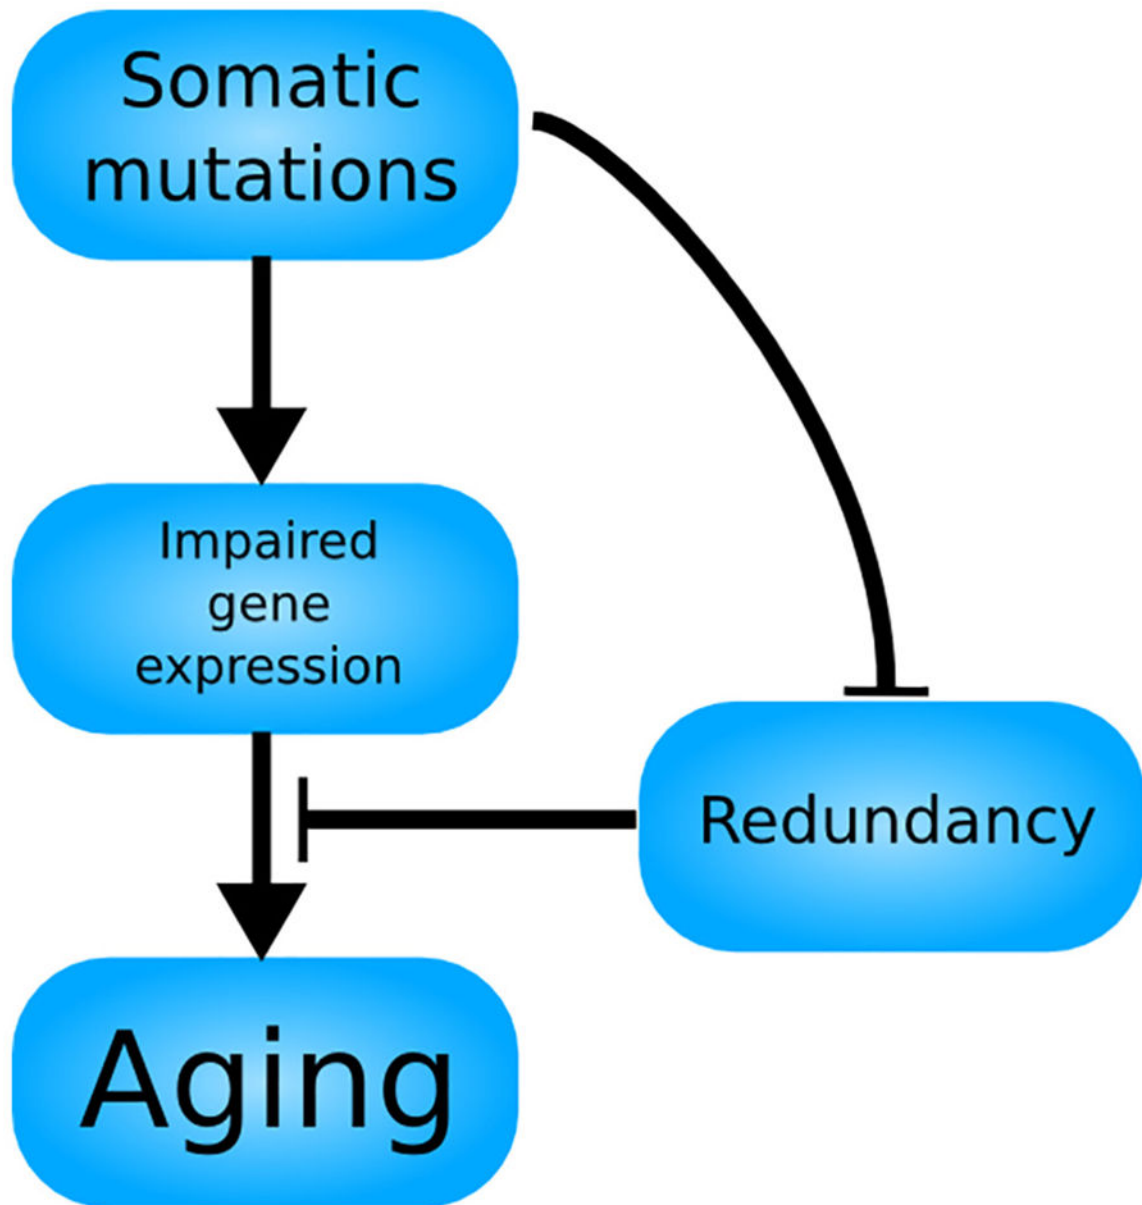 Somatic
mutations
Impaired
gene
expression
Redundancy
Aging